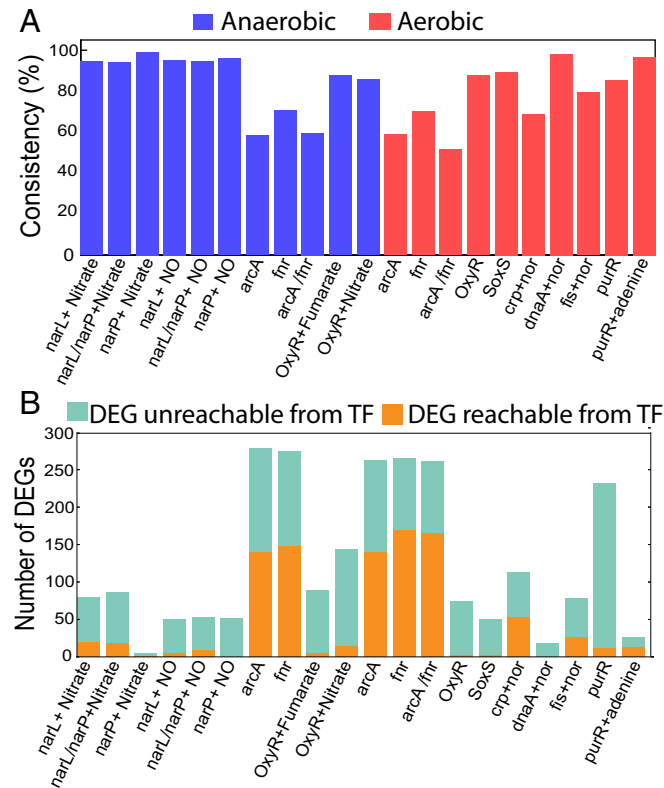 A
Anaerobic Aerobic
Consistency (%)
100
80
60
40
20
0
narL+ Nitrate
narL/narP+Nitrate
narP+ Nitrate
narL+ NO
narL/narP+ NO
narP+ NO
arcA
fnr
arcA /fnr
OxyR+Fumarate
OxyR+Nitrate
arcA
fnr
arcA /fnr
OxyR
SoxS
crp+nor
dnaA+nor
fis+nor
purR
purR+adenine
B
DEG unreachable from TF DEG reachable from TF
Number of DEGs
300
250
200
150
100
50
0
narL+ Nitrate
narL/narP+Nitrate
narP+ Nitrate
narL+ NO
narL/narP+ NO
narP+ NO
arcA
fnr
OxyR+Fumarate
OxyR+Nitrate
arcA
fnr
arcA /fnr
OxyR
SoxS
crp+nor
dnaA+nor
fis+nor
purR
purR+adenine